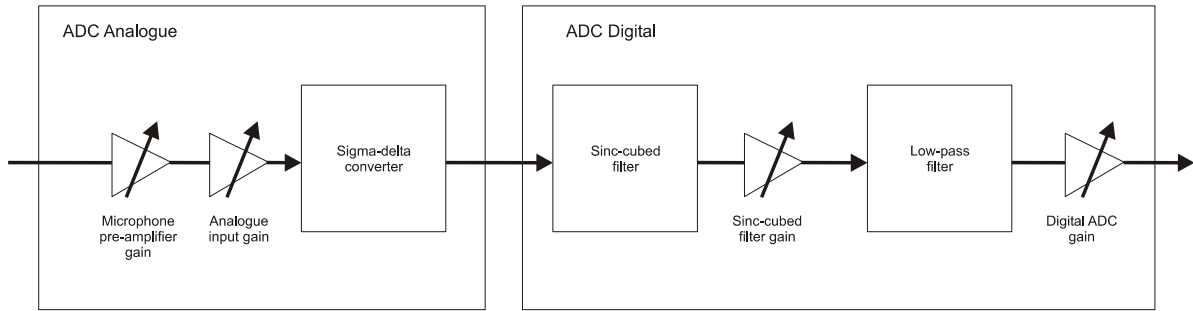 ADC Analogue
Microphone
pre-amplifier
gain
Analogue
input gain
Sigma-delta
converter
ADC Digital
Sinc-cubed
filter
Sinc-cubed
filter gain
Low-pass
filter
Digital ADC
gain